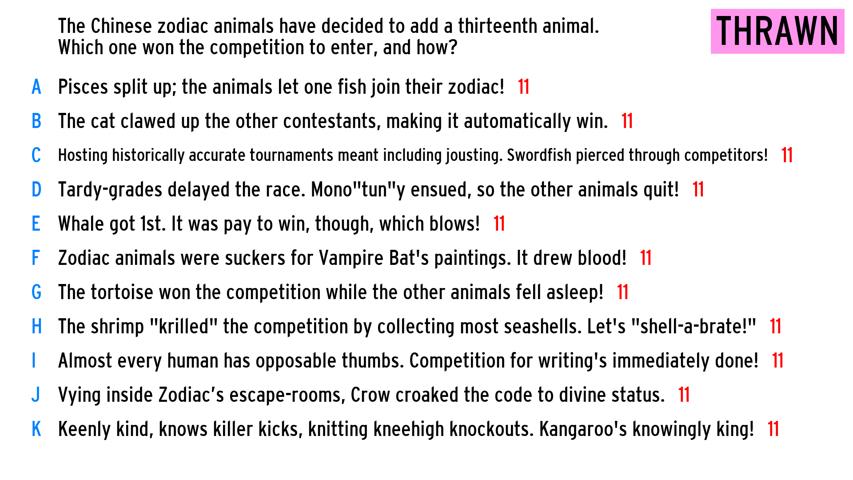 The Chinese zodiac animals have decided to add a thirteenth animal.
Which one won the competition to enter, and how?
THRAWN
A Pisces split up; the animals let one fish join their zodiac! 11
B The cat clawed up the other contestants, making it automatically win. 11
C Hosting historically accurate tournaments meant including jousting. Swordfish pierced through competitors! 11
D Tardy-grades delayed the race. Mono"tun"y ensued, so the other animals quit! 11
E Whale got 1st. It was pay to win, though, which blows! 11
F Zodiac animals were suckers for Vampire Bat's paintings. It drew blood! 11
G The tortoise won the competition while the other animals fell asleep! 11
H The shrimp "krilled" the competition by collecting most seashells. Let's "shell-a-brate!" 11
I Almost every human has opposable thumbs. Competition for writing's immediately done! 11
J Vying inside Zodiac’s escape-rooms, Crow croaked the code to divine status. 11
K Keenly kind, knows killer kicks, knitting kneehigh knockouts. Kangaroo's knowingly king! 11